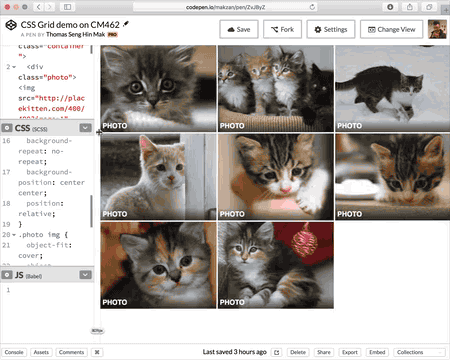 codepen.io/makzan/pen/ZvJByZ
CSS Grid demo on CM462
A PEN BY Thomas Seng Hin Mak PRO
Save
Fork
Settings
Change View
class="container"
>
2 <div
class="photo">
<img
src="http://plac
ekitten.com/400/
CSS (SCSS)
16 background-
repeat: no-
repeat;
17 background-
position: center
center;
18 position:
relative;
19 }
20 .photo img {
21 object-fit:
cover;
JS (Babel)
1
PHOTO
PHOTO
PHOTO
PHOTO
PHOTO
PHOTO
PHOTO
PHOTO
Console
Assets
Comments
⌘
Last saved 3 hours ago
Delete
Share
Export
Embed
Collections